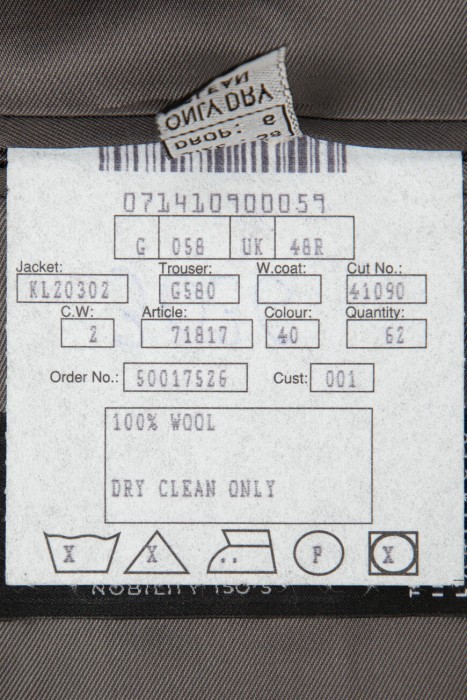 CLEAN
ONLY DRY
DROP: 6
071410900059
G 058 UK 48R
Jacket: Trouser: W.coat: Cut No.:
KL20302 G580 41090
C.W: Article: Colour: Quantity:
2 71817 40 62
Order No.: 50017526 Cust: 001
100% WOOL
DRY CLEAN ONLY
X X P X
NOBILITY 150'S